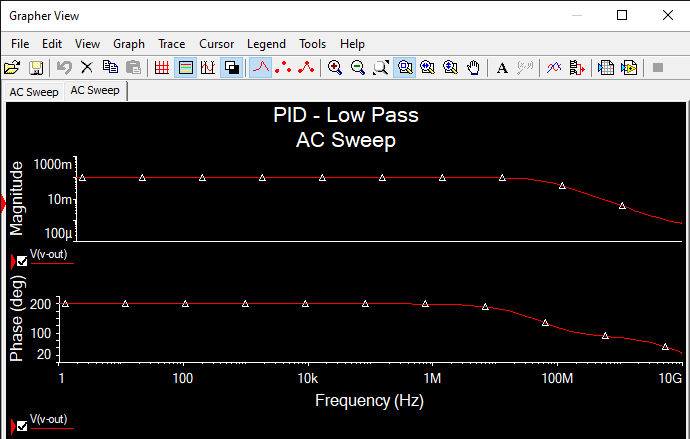 Grapher View
File Edit View Graph Trace Cursor Legend Tools Help
AC Sweep AC Sweep
PID - Low Pass
AC Sweep
Magnitude
1000m
10m
100µ
V(v-out)
Phase (deg)
200
100
20
1 100 10k 1M 100M 10G
Frequency (Hz)
V(v-out)